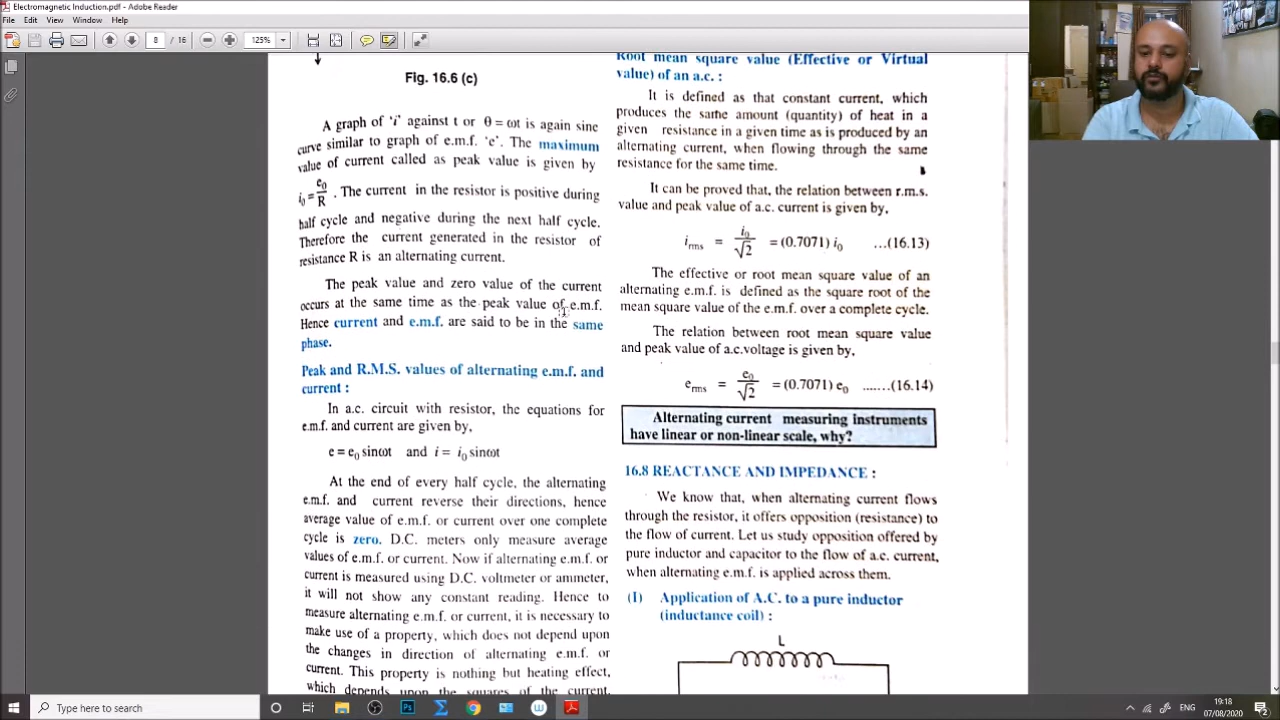 Electromagnetic Induction.pdf - Adobe Reader
File Edit View Window Help
8 / 16 125%
Fig. 16.6 (c)
A graph of ‘i’ against t or θ = ωt is again sine
curve similar to graph of e.m.f. ‘e’. The maximum
value of current called as peak value is given by
i₀ = e₀/R . The current in the resistor is positive during
half cycle and negative during the next half cycle.
Therefore the current generated in the resistor of
resistance R is an alternating current.
The peak value and zero value of the current
occurs at the same time as the peak value of e.m.f.
Hence current and e.m.f. are said to be in the same
phase.
Peak and R.M.S. values of alternating e.m.f. and
current :
In a.c. circuit with resistor, the equations for
e.m.f. and current are given by,
e = e₀ sinωt and i = i₀ sinωt
At the end of every half cycle, the alternating
e.m.f. and current reverse their directions, hence
average value of e.m.f. or current over one complete
cycle is zero. D.C. meters only measure average
values of e.m.f. or current. Now if alternating e.m.f. or
current is measured using D.C. voltmeter or ammeter,
it will not show any constant reading. Hence to
measure alternating e.m.f. or current, it is necessary to
make use of a property, which does not depend upon
the changes in direction of alternating e.m.f. or
current. This property is nothing but heating effect,
which depends upon the squares of the current,
Root mean square value (Effective or Virtual
value) of an a.c. :
It is defined as that constant current, which
produces the same amount (quantity) of heat in a
given resistance in a given time as is produced by an
alternating current, when flowing through the same
resistance for the same time.
It can be proved that, the relation between r.m.s.
value and peak value of a.c. current is given by,
i rms = i₀/√2 = (0.7071) i₀ ...(16.13)
The effective or root mean square value of an
alternating e.m.f. is defined as the square root of the
mean square value of the e.m.f. over a complete cycle.
The relation between root mean square value
and peak value of a.c.voltage is given by,
e rms = e₀/√2 = (0.7071) e₀ .......(16.14)
Alternating current measuring instruments
have linear or non-linear scale, why?
16.8 REACTANCE AND IMPEDANCE :
We know that, when alternating current flows
through the resistor, it offers opposition (resistance) to
the flow of current. Let us study opposition offered by
pure inductor and capacitor to the flow of a.c. current,
when alternating e.m.f. is applied across them.
(I) Application of A.C. to a pure inductor
(inductance coil) :
L
Type here to search
ENG
19:18
07/08/2020